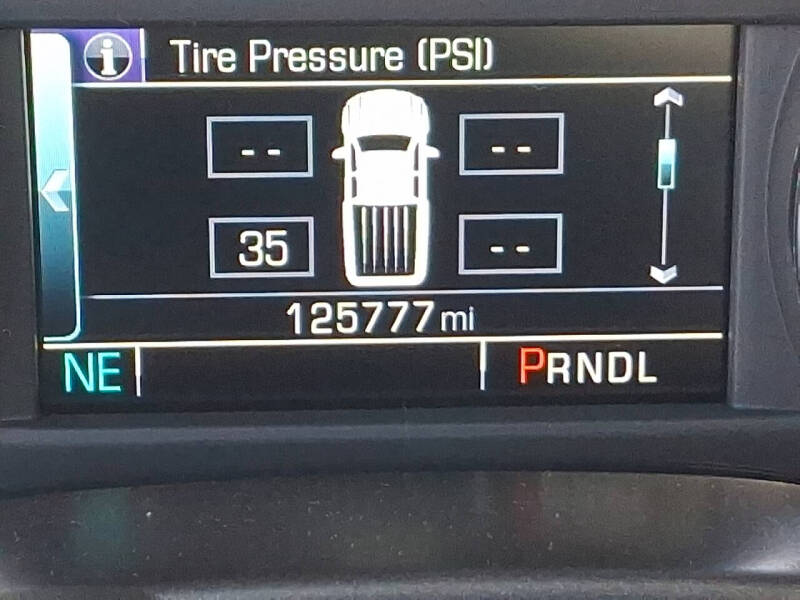 i Tire Pressure (PSI)
-- --
35 --
125777 mi
NE PRNDL